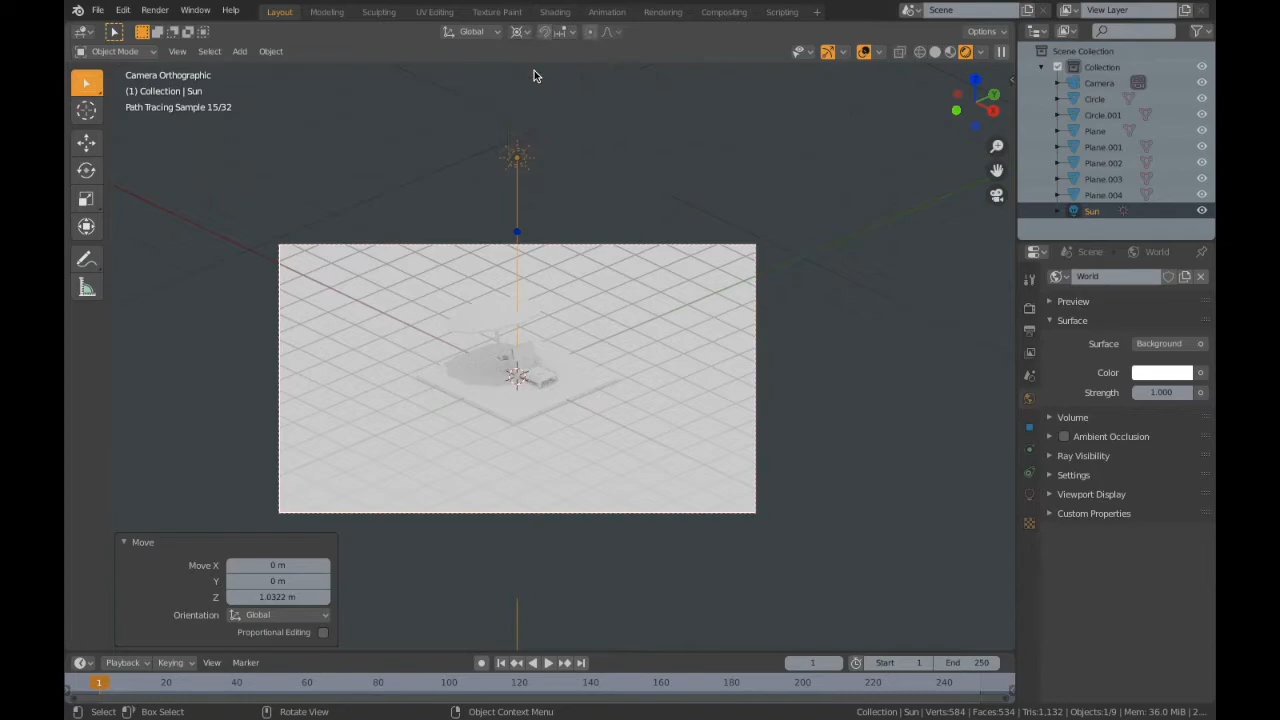 File Edit Render Window Help Layout Modeling Sculpting UV Editing Texture Paint Shading Animation Rendering Compositing Scripting Scene View Layer
Global Options
Object Mode View Select Add Object
Camera Orthographic
(1) Collection | Sun
Path Tracing Sample 15/32
Scene Collection
Collection
Camera
Circle
Circle.001
Plane
Plane.001
Plane.002
Plane.003
Plane.004
Sun
Scene World
World
Preview
Surface
Surface Background
Color
Strength 1.000
Volume
Ambient Occlusion
Ray Visibility
Settings
Viewport Display
Custom Properties
Move
Move X 0 m
Y 0 m
Z 1.0322 m
Orientation Global
Proportional Editing
Playback Keying View Marker 1 Start 1 End 250
1 20 40 60 80 100 120 140 160 180 200 220 240
Select Box Select Rotate View Object Context Menu Collection | Sun | Verts:584 | Faces:534 | Tris:1,132 | Objects:1/9 | Mem: 36.0 MiB | 2...